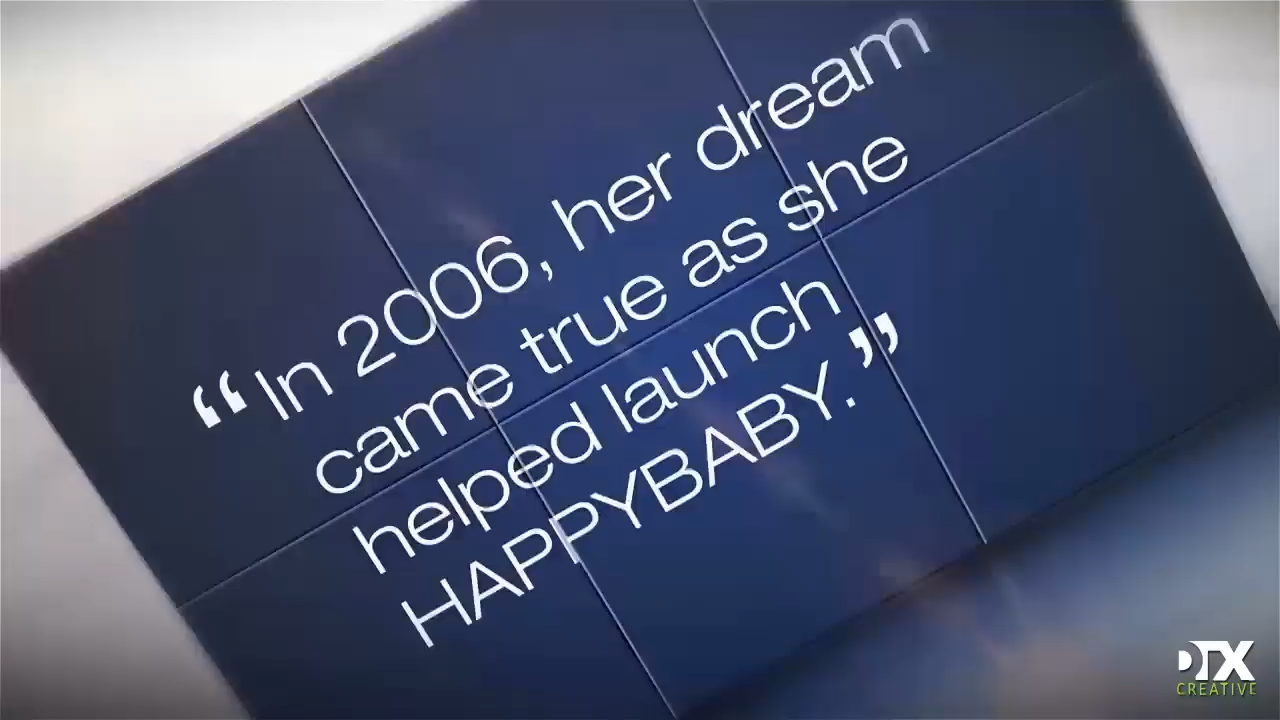 “In 2006, her dream
came true as she
helped launch
HAPPYBABY.”
DTX
CREATIVE